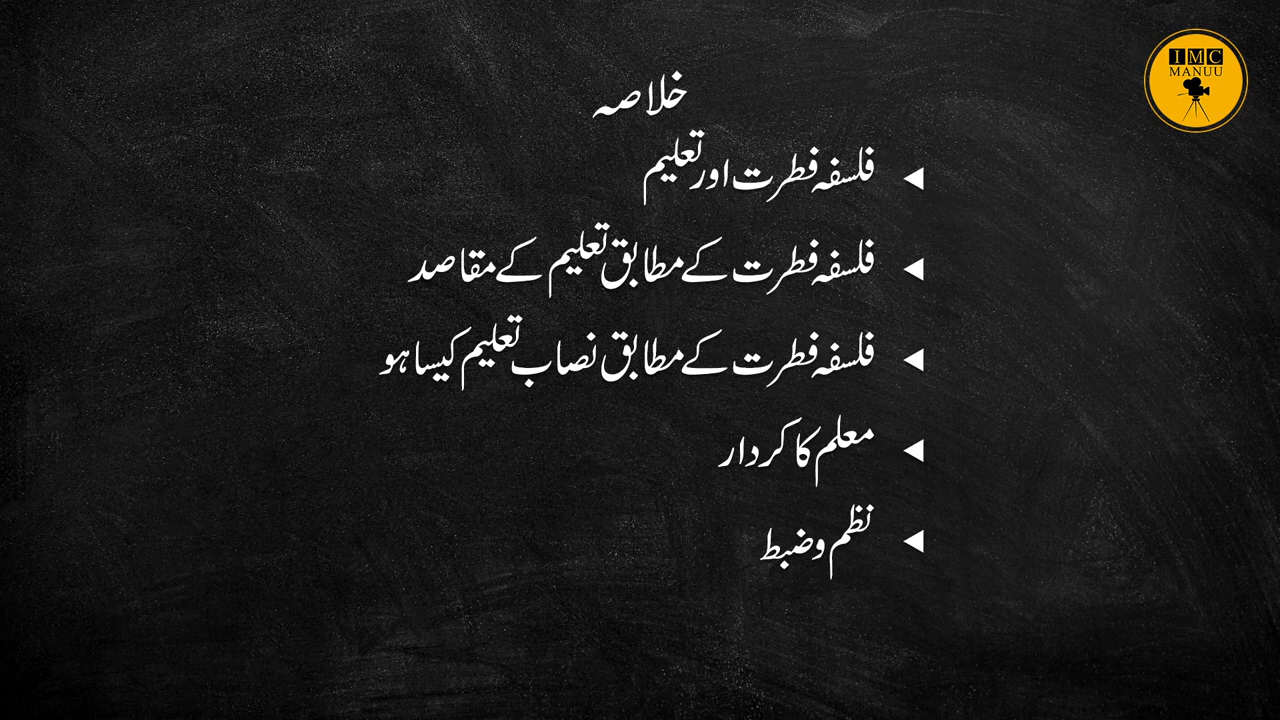 IMC
MANUU
خلاصہ
فلسفہ فطرت اور تعلیم
فلسفہ فطرت کے مطابق تعلیم کے مقاصد
فلسفہ فطرت کے مطابق نصاب تعلیم کیسا ہو
معلم کا کردار
نظم و ضبط